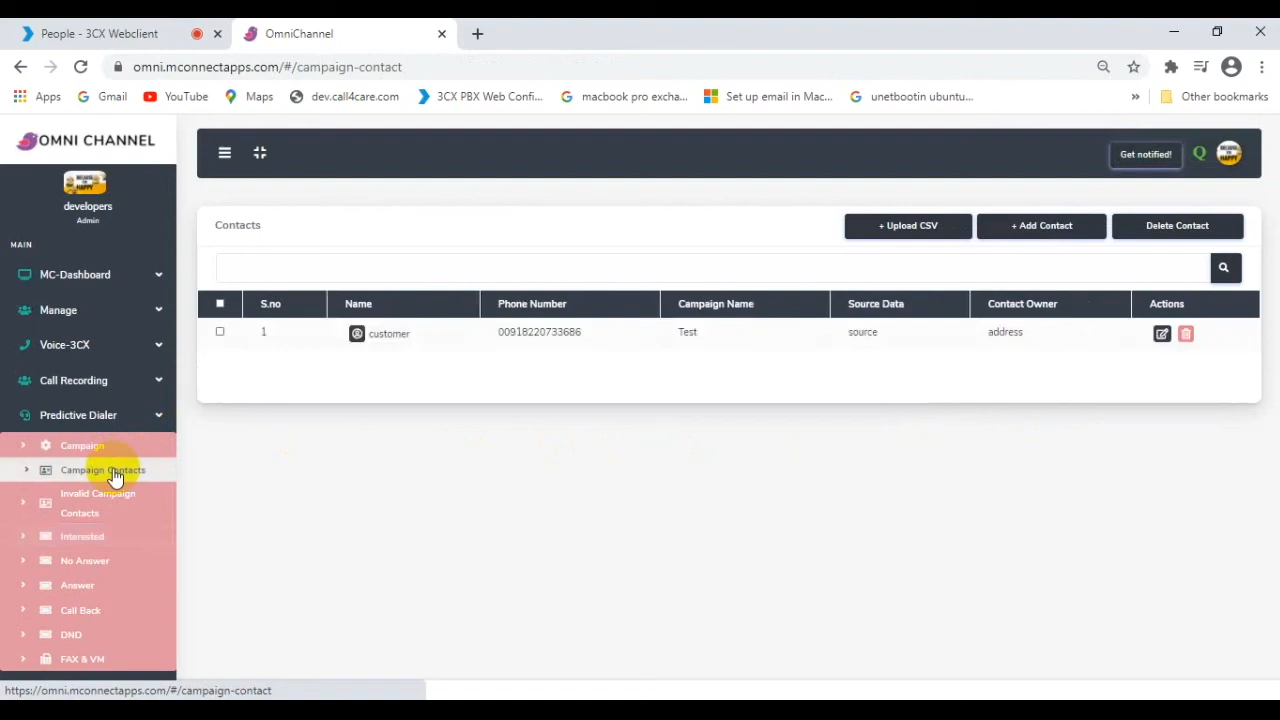 People - 3CX Webclient
OmniChannel
omni.mconnectapps.com/#/campaign-contact
Apps
Gmail
YouTube
Maps
dev.call4care.com
3CX PBX Web Confi...
macbook pro excha...
Set up email in Mac...
unetbootin ubuntu...
»
Other bookmarks
OMNI CHANNEL
Get notified!
Q
developers
Admin
MAIN
MC-Dashboard
Manage
Voice-3CX
Call Recording
Predictive Dialer
Campaign
Campaign Contacts
Invalid Campaign
Contacts
Interested
No Answer
Answer
Call Back
DND
FAX & VM
Contacts
+ Upload CSV
+ Add Contact
Delete Contact
S.no
Name
Phone Number
Campaign Name
Source Data
Contact Owner
Actions
1
customer
00918220733686
Test
source
address
https://omni.mconnectapps.com/#/campaign-contact